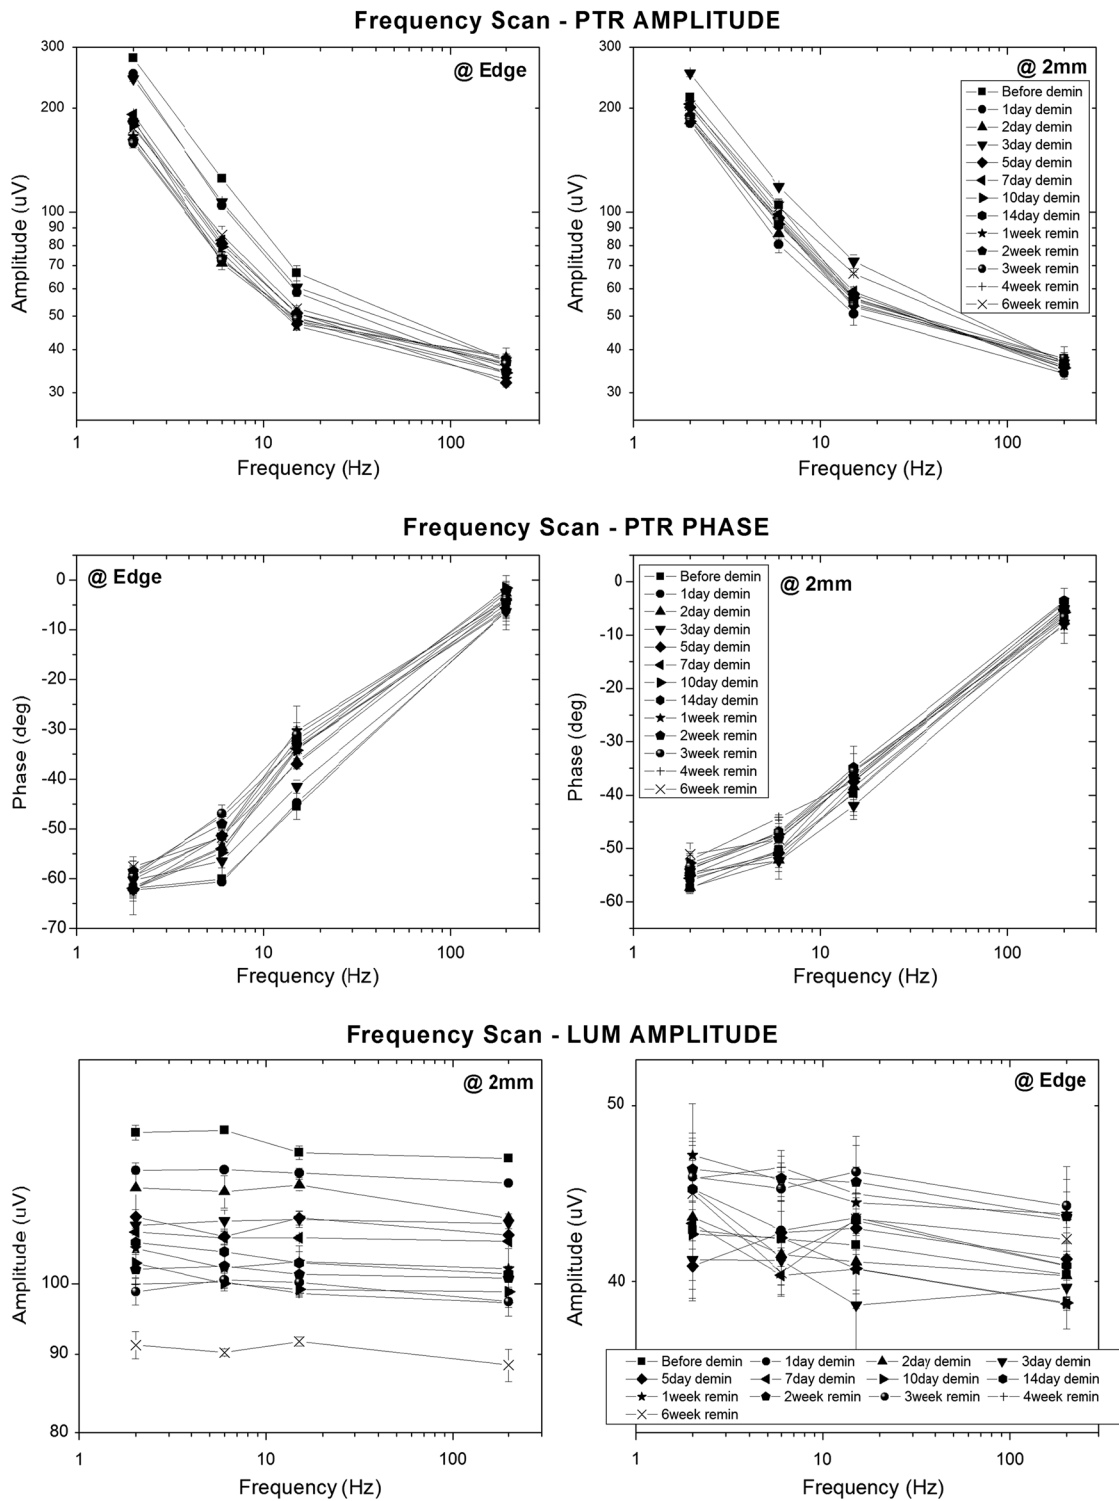 Frequency Scan - PTR AMPLITUDE
@ Edge
300
200
100
90
80
70
60
50
40
30
Amplitude (uV)
1
10
100
Frequency (Hz)
@ 2mm
Before demin
1day demin
2day demin
3day demin
5day demin
7day demin
10day demin
14day demin
1week remin
2week remin
3week remin
4week remin
6week remin
300
200
100
90
80
70
60
50
40
30
Amplitude (uV)
1
10
100
Frequency (Hz)
Frequency Scan - PTR PHASE
@ Edge
0
-10
-20
-30
-40
-50
-60
-70
Phase (deg)
1
10
100
Frequency (Hz)
@ 2mm
Before demin
1day demin
2day demin
3day demin
5day demin
7day demin
10day demin
14day demin
1week remin
2week remin
3week remin
4week remin
6week remin
0
-10
-20
-30
-40
-50
-60
Phase (deg)
1
10
100
Frequency (Hz)
Frequency Scan - LUM AMPLITUDE
@ 2mm
100
90
80
Amplitude (uV)
1
10
100
Frequency (Hz)
@ Edge
50
40
Amplitude (uV)
Before demin 1day demin 2day demin 3day demin
5day demin 7day demin 10day demin 14day demin
1week remin 2week remin 3week remin 4week remin
6week remin
1
10
100
Frequency (Hz)